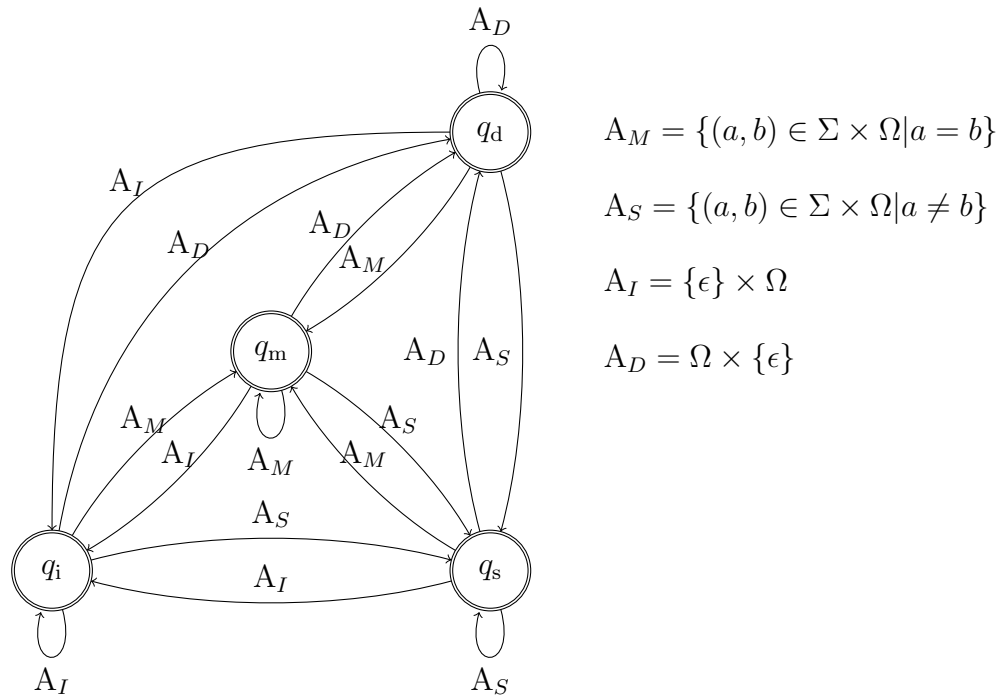 A_D
q_d
A_M = {(a, b) ∈ Σ × Ω|a = b}
A_I
A_S = {(a, b) ∈ Σ × Ω|a ≠ b}
A_D
A_D
A_M
A_I = {ϵ} × Ω
q_m
A_D
A_S
A_D = Ω × {ϵ}
A_M
A_S
A_I
A_M
A_M
A_S
q_i
A_I
q_s
A_I
A_S